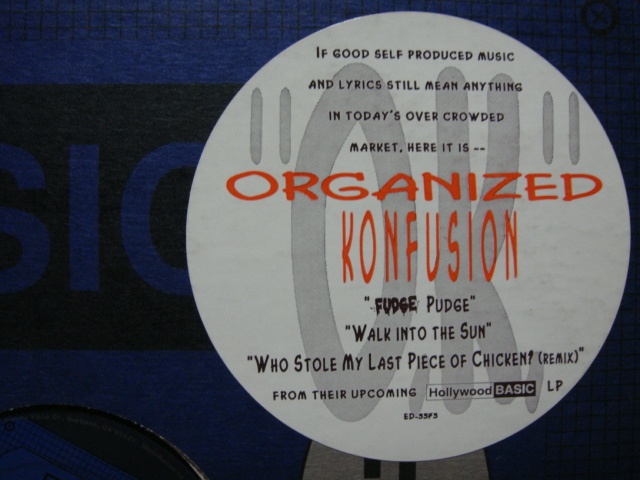 IF GOOD SELF PRODUCED MUSIC
AND LYRICS STILL MEAN ANYTHING
IN TODAY'S OVER CROWDED
MARKET, HERE IT IS --
"O.K."
ORGANIZED
KONFUSION
"FUDGE PUDGE"
"WALK INTO THE SUN"
"WHO STOLE MY LAST PIECE OF CHICKEN? (REMIX)"
FROM THEIR UPCOMING Hollywood BASIC LP
ED-55F3
SIC